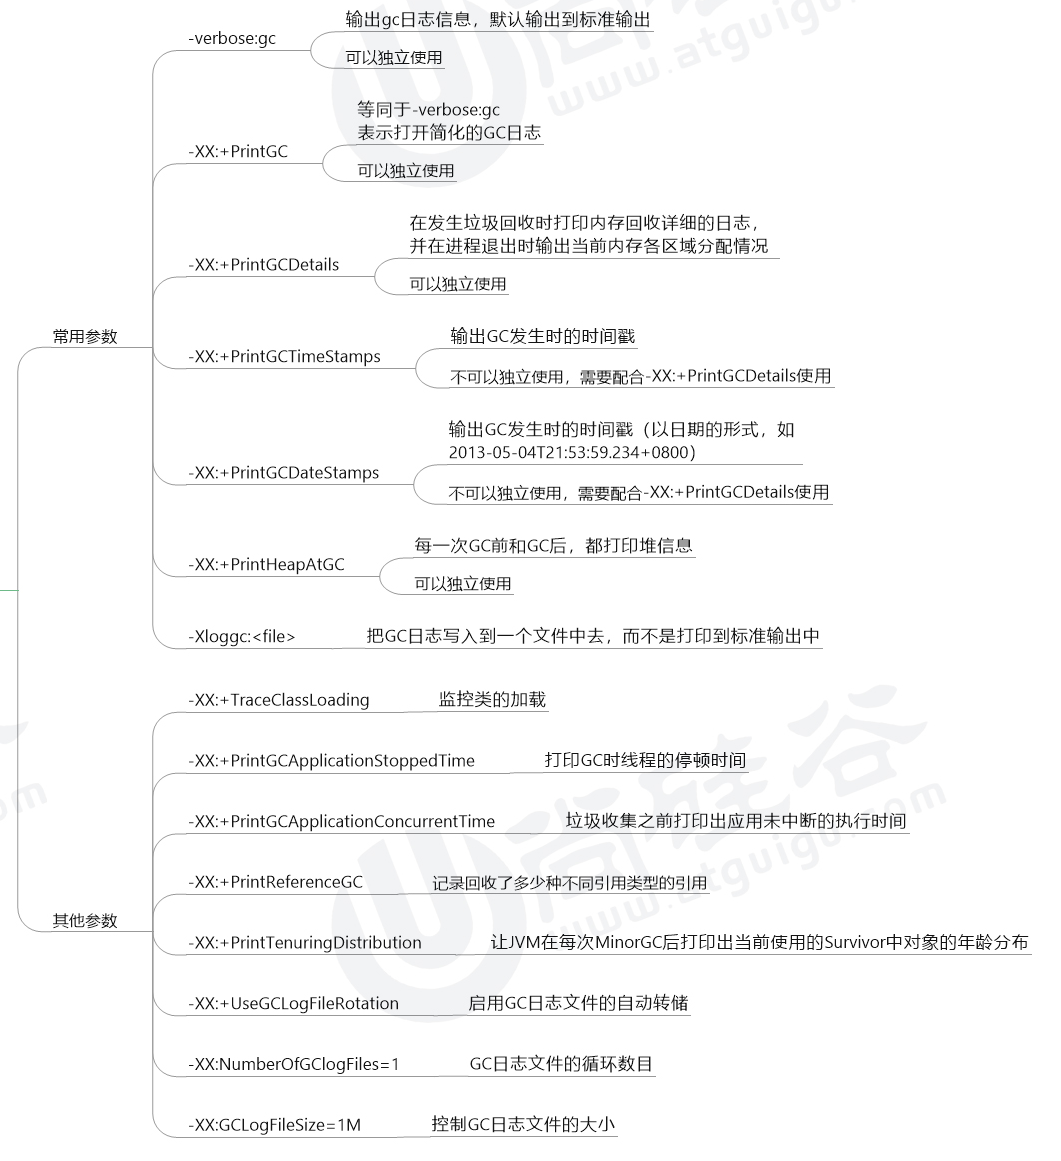 常用参数
-verbose:gc
输出gc日志信息，默认输出到标准输出
可以独立使用
-XX:+PrintGC
等同于-verbose:gc
表示打开简化的GC日志
可以独立使用
-XX:+PrintGCDetails
在发生垃圾回收时打印内存回收详细的日志，
并在进程退出时输出当前内存各区域分配情况
可以独立使用
-XX:+PrintGCTimeStamps
输出GC发生时的时间戳
不可以独立使用，需要配合-XX:+PrintGCDetails使用
-XX:+PrintGCDateStamps
输出GC发生时的时间戳（以日期的形式，如
2013-05-04T21:53:59.234+0800）
不可以独立使用，需要配合-XX:+PrintGCDetails使用
-XX:+PrintHeapAtGC
每一次GC前和GC后，都打印堆信息
可以独立使用
-Xloggc:<file>
把GC日志写入到一个文件中去，而不是打印到标准输出中
其他参数
-XX:+TraceClassLoading
监控类的加载
-XX:+PrintGCApplicationStoppedTime
打印GC时线程的停顿时间
-XX:+PrintGCApplicationConcurrentTime
垃圾收集之前打印出应用未中断的执行时间
-XX:+PrintReferenceGC
记录回收了多少种不同引用类型的引用
-XX:+PrintTenuringDistribution
让JVM在每次MinorGC后打印出当前使用的Survivor中对象的年龄分布
-XX:+UseGCLogFileRotation
启用GC日志文件的自动转储
-XX:NumberOfGClogFiles=1
GC日志文件的循环数目
-XX:GCLogFileSize=1M
控制GC日志文件的大小
尚硅谷
www.atguigu.com